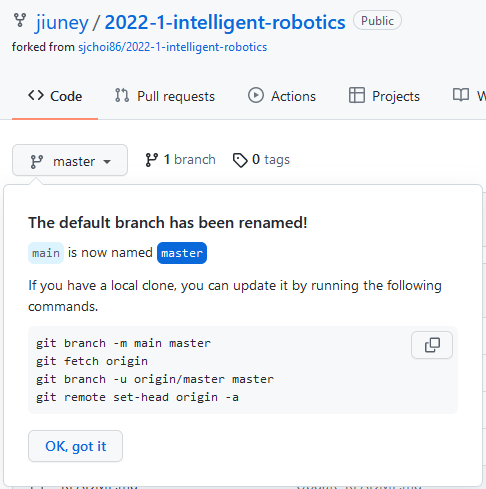 jiuney / 2022-1-intelligent-robotics Public
forked from sjchoi86/2022-1-intelligent-robotics
Code Pull requests Actions Projects W
master 1 branch 0 tags
The default branch has been renamed!
main is now named master
If you have a local clone, you can update it by running the following
commands.
git branch -m main master
git fetch origin
git branch -u origin/master master
git remote set-head origin -a
OK, got it